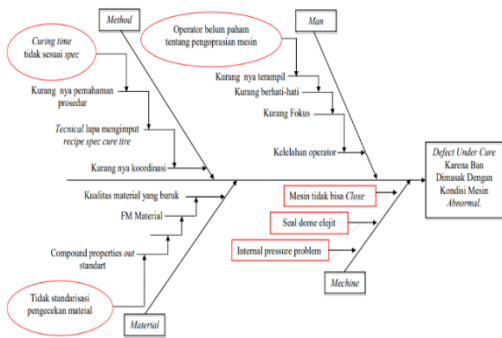 Method
Man
Curing time
tidak sesuai spec
Operator belum paham
tentang pengoprasian mesin
Kurang nya pemahaman
prosedur
Kurang nya terampil
Kurang berhati-hati
Kurang Fokus
Tecnical lupa mengimput
recipe spec cure tire
Kurang nya koordinasi
Kelelahan operator
Defect Under Cure
Karena Ban
Dimasak Dengan
Kondisi Mesin
Abnormal.
Kualitas material yang buruk
FM Material
Compound properties out
standart
Mesin tidak bisa Close
Seal dome elejit
Internal pressure problem
Tidak standarisasi
pengecekan mateial
Material
Mechine